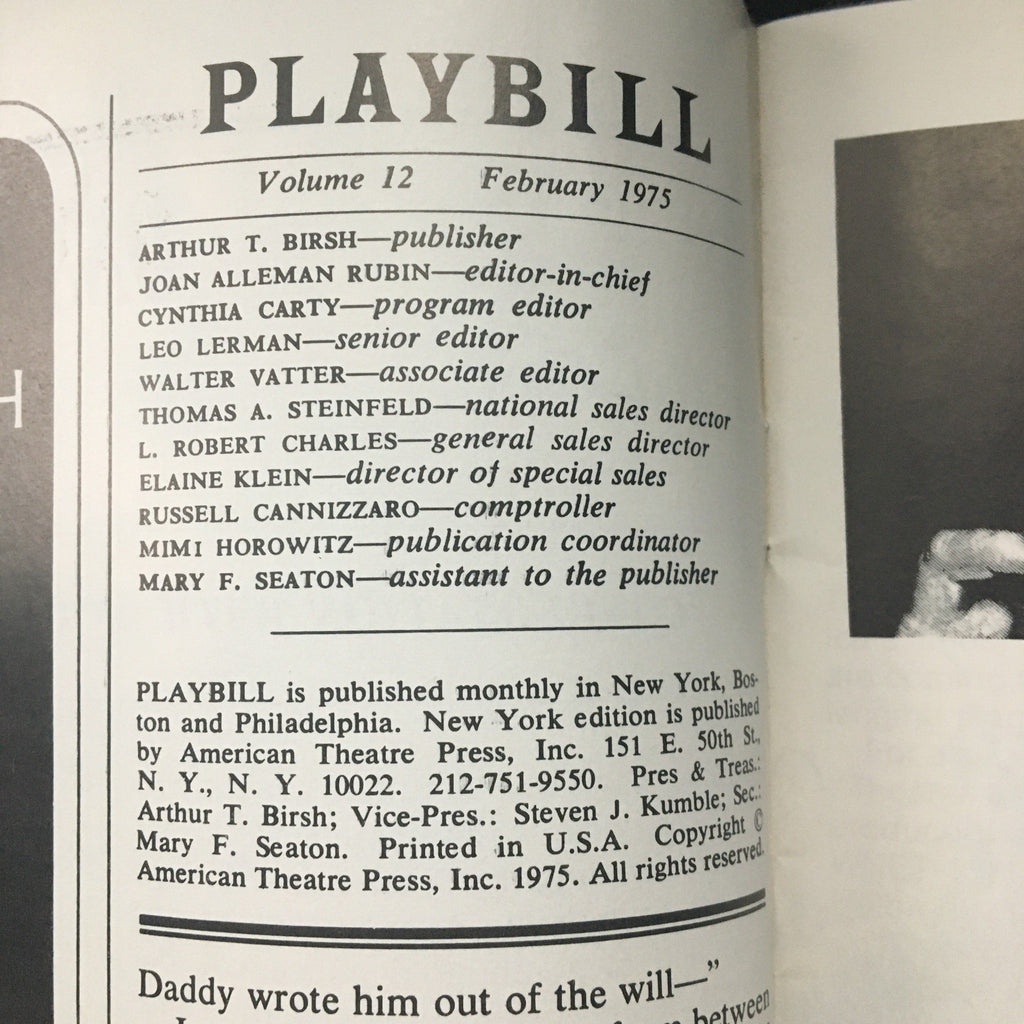 H
PLAYBILL
Volume 12 February 1975
ARTHUR T. BIRSH—publisher
JOAN ALLEMAN RUBIN—editor-in-chief
CYNTHIA CARTY—program editor
LEO LERMAN—senior editor
WALTER VATTER—associate editor
THOMAS A. STEINFELD—national sales director
L. ROBERT CHARLES—general sales director
ELAINE KLEIN—director of special sales
RUSSELL CANNIZZARO—comptroller
MIMI HOROWITZ—publication coordinator
MARY F. SEATON—assistant to the publisher
PLAYBILL is published monthly in New York, Bos-
ton and Philadelphia. New York edition is published
by American Theatre Press, Inc. 151 E. 50th St.,
N. Y., N. Y. 10022. 212-751-9550. Pres & Treas.:
Arthur T. Birsh; Vice-Pres.: Steven J. Kumble; Sec.:
Mary F. Seaton. Printed in U.S.A. Copyright ©
American Theatre Press, Inc. 1975. All rights reserved.
Daddy wrote him out of the will—”
between